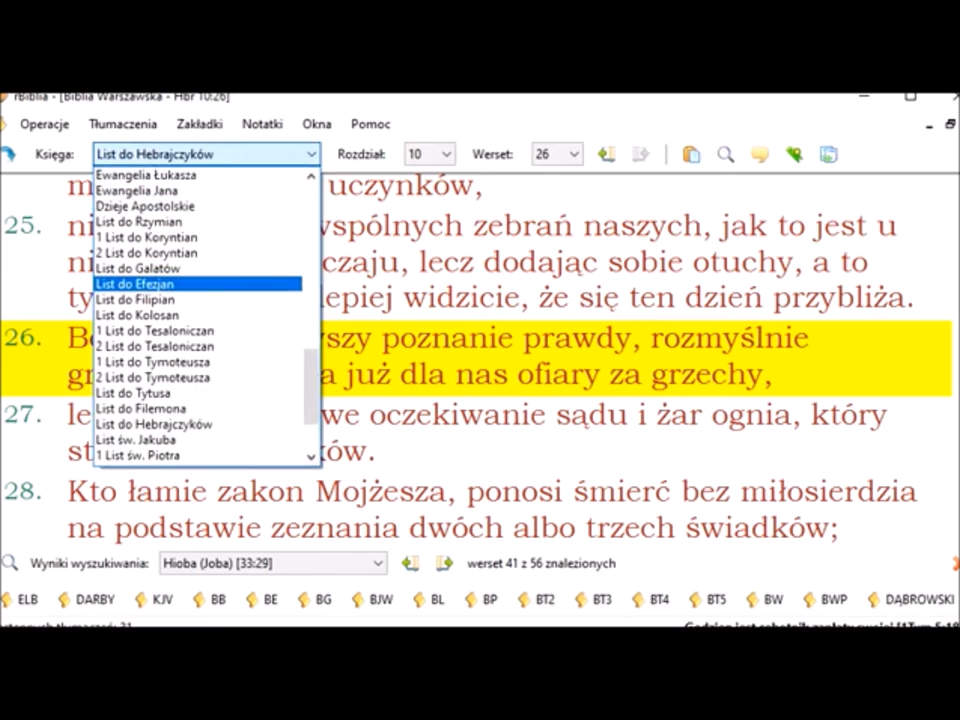 rBiblia - [Biblia Warszawska - Hbr 10:26]
Operacje Tłumaczenia Zakładki Notatki Okna Pomoc
Księga: List do Hebrajczyków Rozdział: 10 Werset: 26
Ewangelia Łukasza
Ewangelia Jana
Dzieje Apostolskie
List do Rzymian
1 List do Koryntian
2 List do Koryntian
List do Galatów
List do Efezjan
List do Filipian
List do Kolosan
1 List do Tesaloniczan
2 List do Tesaloniczan
1 List do Tymoteusza
2 List do Tymoteusza
List do Tytusa
List do Filemona
List do Hebrajczyków
List św. Jakuba
1 List św. Piotra
uczynków,
25. wspólnych zebrań naszych, jak to jest u
lecz dodając sobie otuchy, a to
widzicie, że się ten dzień przybliża.
26. poznanie prawdy, rozmyślnie
a już dla nas ofiary za grzechy,
27. oczekiwanie sądu i żar ognia, który
28. Kto łamie zakon Mojżesza, ponosi śmierć bez miłosierdzia
na podstawie zeznania dwóch albo trzech świadków;
Wyniki wyszukiwania: Hioba (Joba) [33:29] werset 41 z 56 znalezionych
ELB DARBY KJV BB BE BG BJW BL BP BT2 BT3 BT4 BT5 BW BWP DĄBROWSKI